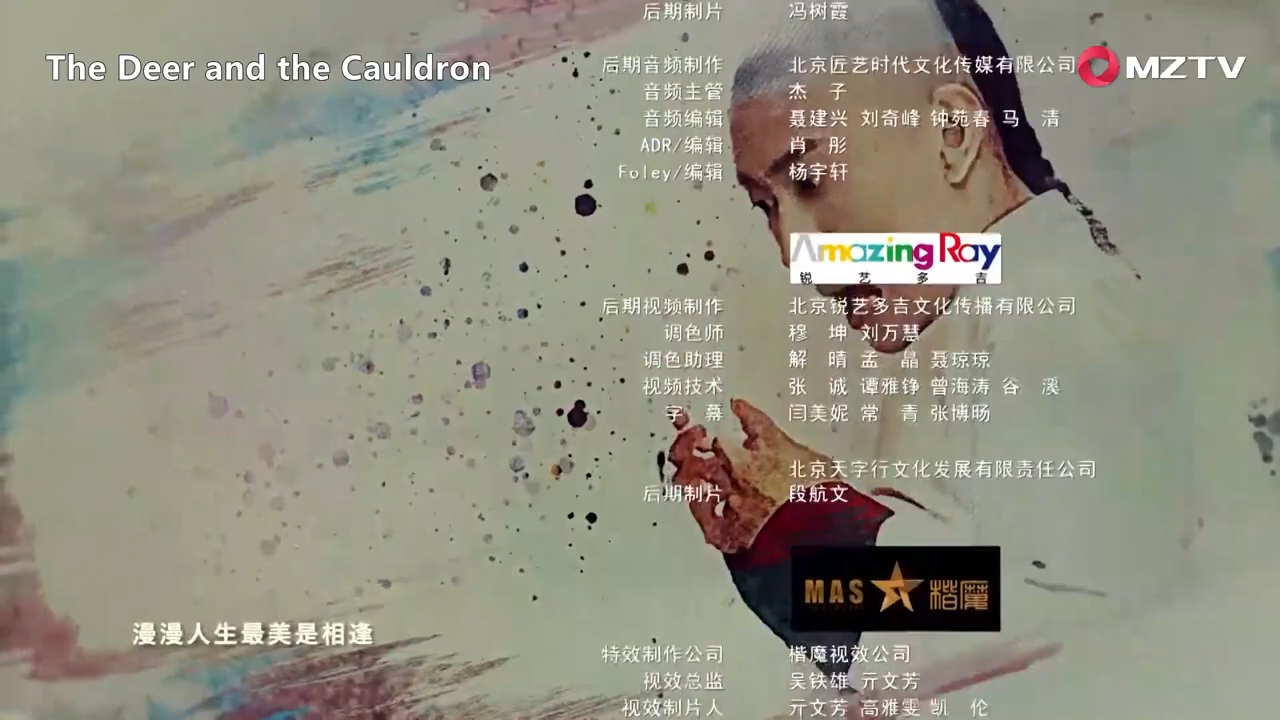 后期制片 冯树霞
The Deer and the Cauldron
MZTV
后期音频制作 北京匠艺时代文化传媒有限公司
音频主管 杰 子
音频编辑 聂建兴 刘奇峰 钟苑春 马 清
ADR/编辑 肖 彤
Foley/编辑 杨宇轩
Amazing Ray
锐艺多吉
后期视频制作 北京锐艺多吉文化传播有限公司
调色师 穆 坤 刘万慧
调色助理 解 晴 孟 晶 聂琼琼
视频技术 张 诚 谭雅铮 曾海涛 谷 溪
字 幕 闫美妮 常 青 张博旸
北京天字行文化发展有限责任公司
后期制片 段航文
MAS 楷魔
漫漫人生最美是相逢
特效制作公司 楷魔视效公司
视效总监 吴铁雄 亓文芳
视效制片人 亓文芳 高雅雯 凯 伦